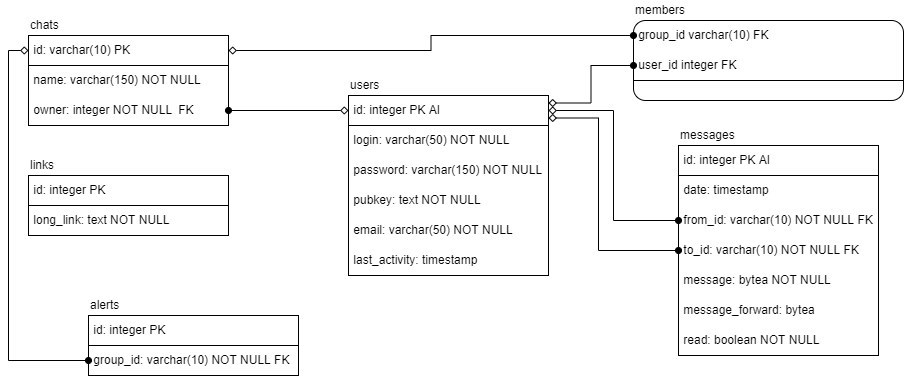 chats
id: varchar(10) PK
name: varchar(150) NOT NULL
owner: integer NOT NULL  FK
links
id: integer PK
long_link: text NOT NULL
alerts
id: integer PK
group_id: varchar(10) NOT NULL FK
users
id: integer PK AI
login: varchar(50) NOT NULL
password: varchar(150) NOT NULL
pubkey: text NOT NULL
email: varchar(50) NOT NULL
last_activity: timestamp
members
group_id varchar(10) FK
user_id integer FK
messages
id: integer PK AI
date: timestamp
from_id: varchar(10) NOT NULL FK
to_id: varchar(10) NOT NULL FK
message: bytea NOT NULL
message_forward: bytea
read: boolean NOT NULL